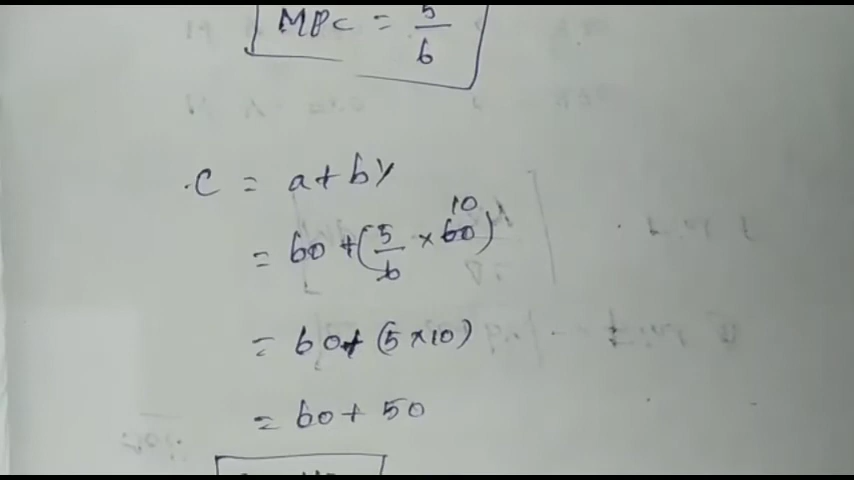 MPC = 5/6
C = a + by
= 60 + (5/6 × 60) 10
= 60 + (5 × 10)
= 60 + 50